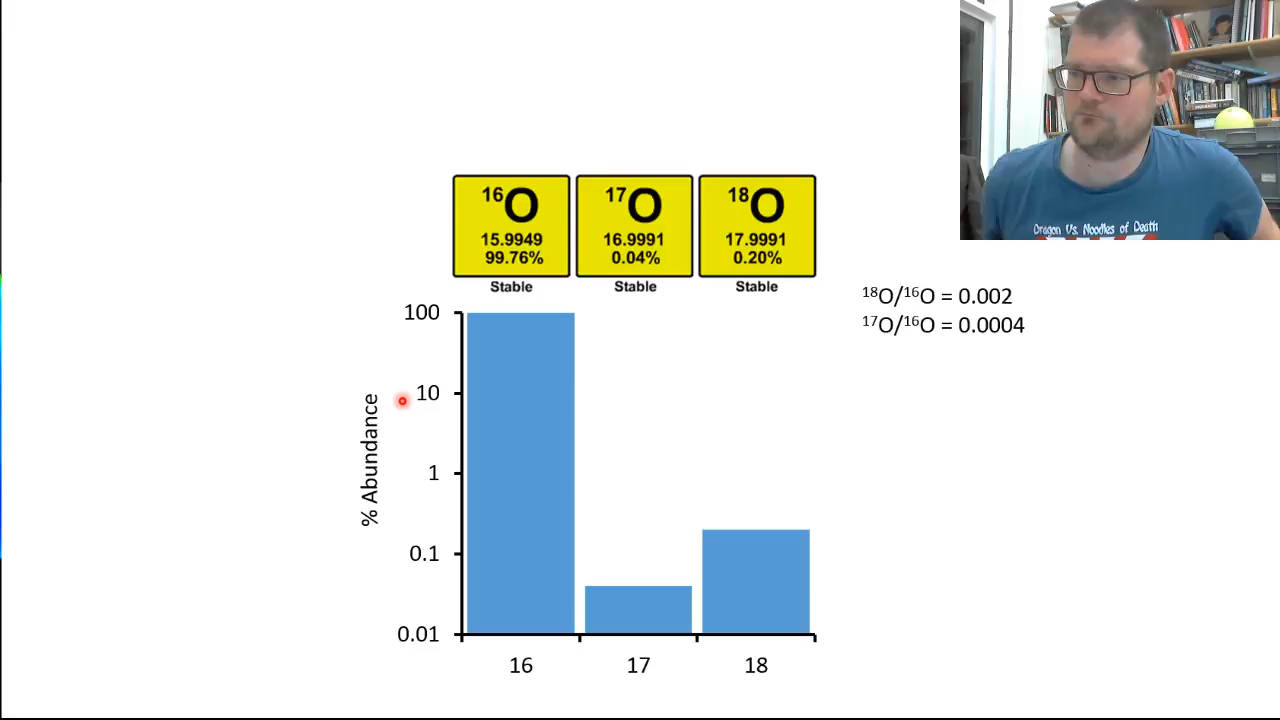 Dragon Vs. Noodles of Death
16O 17O 18O
15.9949 16.9991 17.9991
99.76% 0.04% 0.20%
Stable Stable Stable
18O/16O = 0.002
17O/16O = 0.0004
% Abundance
100
10
1
0.1
0.01
16 17 18